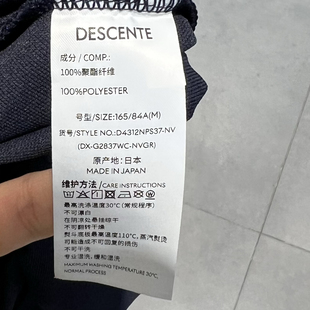 DESCENTE
成分 / COMP.:
100%聚酯纤维
100%POLYESTER
号型/SIZE:165/84A(M)
货号/STYLE NO.:D4312NPS37-NV
(DX-G2837WC-NVGR)
原产地:日本
MADE IN JAPAN
维护方法/CARE INSTRUCTIONS
最高洗涤温度30℃(常规程序)
不可漂白
在阴凉处悬挂晾干
不可翻转干燥
熨斗底板最高温度110℃,蒸汽熨烫
可能造成不可回复的损伤
不可干洗
专业湿洗,缓和湿洗
MAXIMUM WASHING TEMPERATURE 30℃,
NORMAL PROCESS